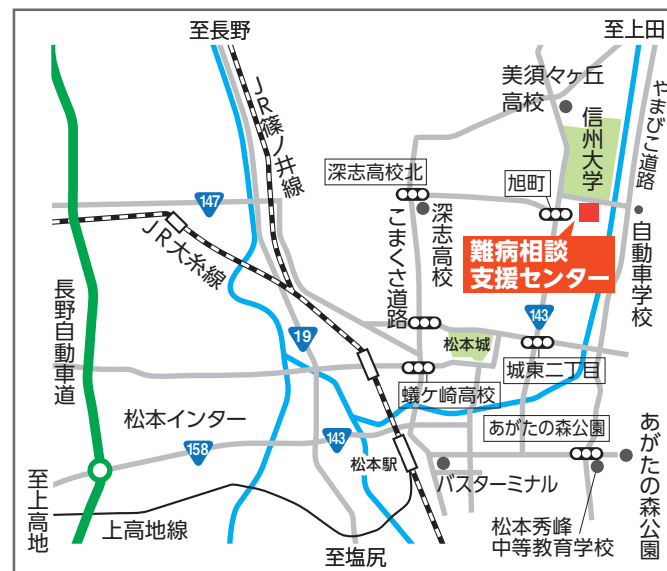 至長野
至上田
美須々ヶ丘
高校
信州大学
やまびこ道路
JR篠ノ井線
深志高校北
旭町
147
こまくさ道路
深志高校
自動車学校
JR大糸線
難病相談
支援センター
長野自動車道
143
19
松本城
城東二丁目
蟻ケ崎高校
松本インター
143
あがたの森公園
158
松本駅
バスターミナル
あがたの森公園
至上高地
上高地線
松本秀峰
中等教育学校
至塩尻